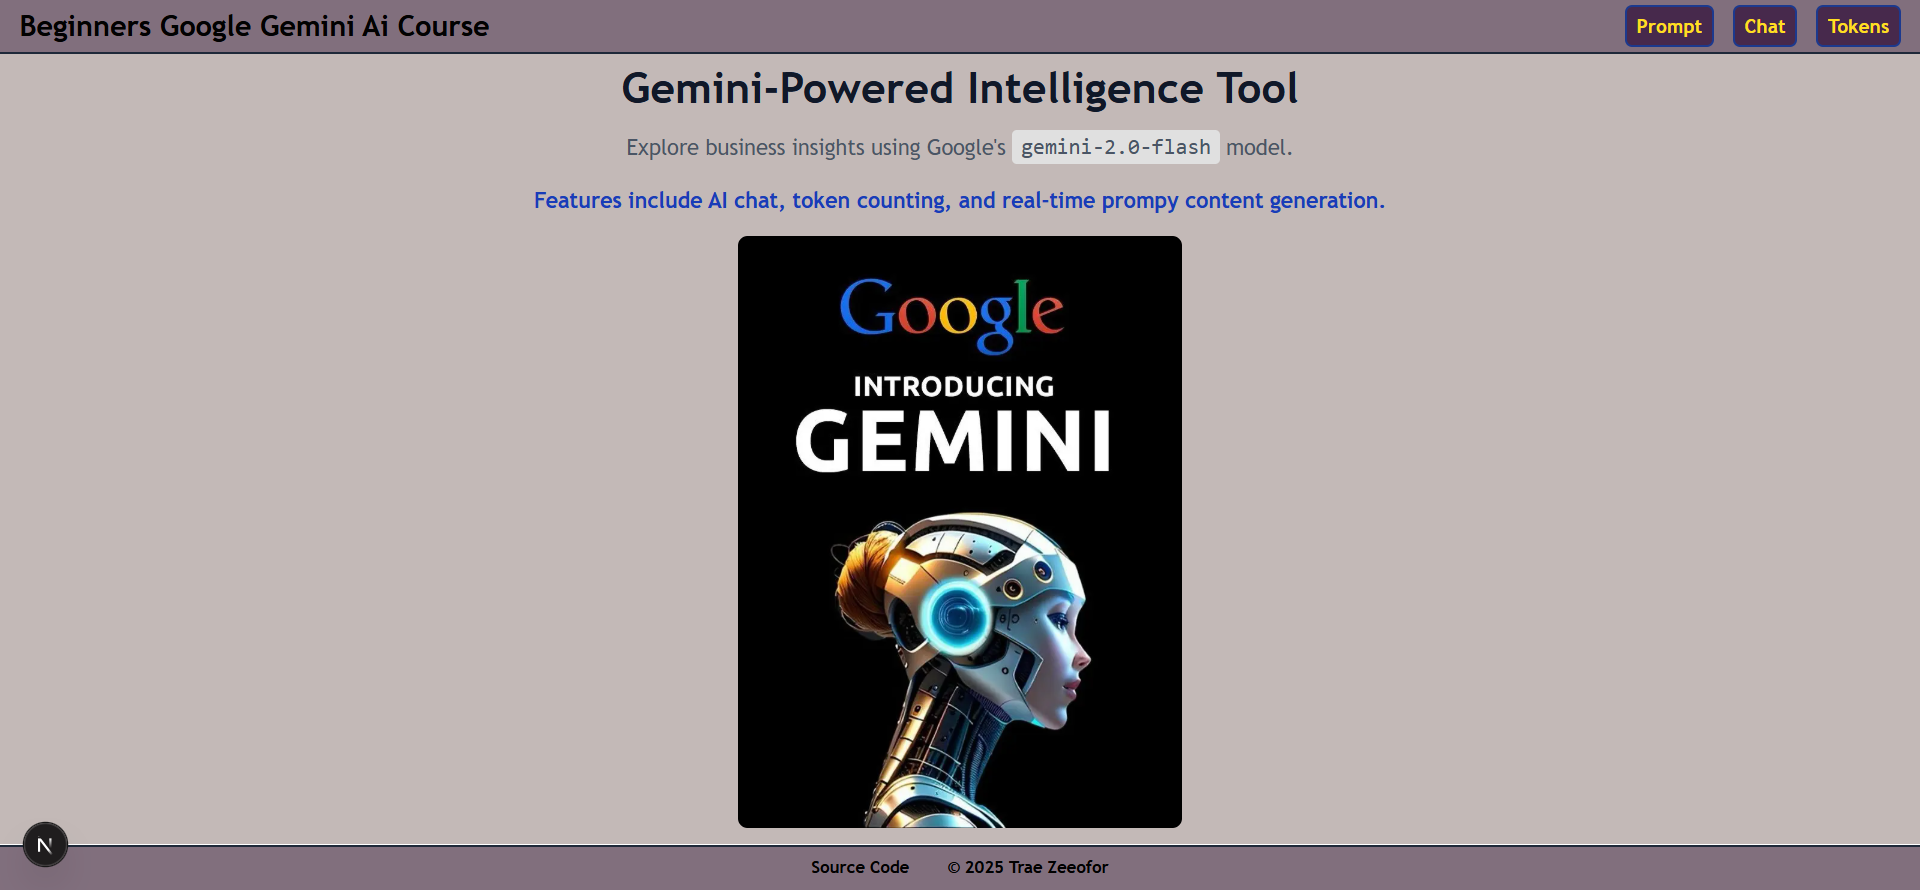 Beginners Google Gemini Ai Course
Prompt
Chat
Tokens
Gemini-Powered Intelligence Tool
Explore business insights using Google's gemini-2.0-flash model.
Features include AI chat, token counting, and real-time prompy content generation.
Google
INTRODUCING
GEMINI
N
Source Code
© 2025 Trae Zeeofor